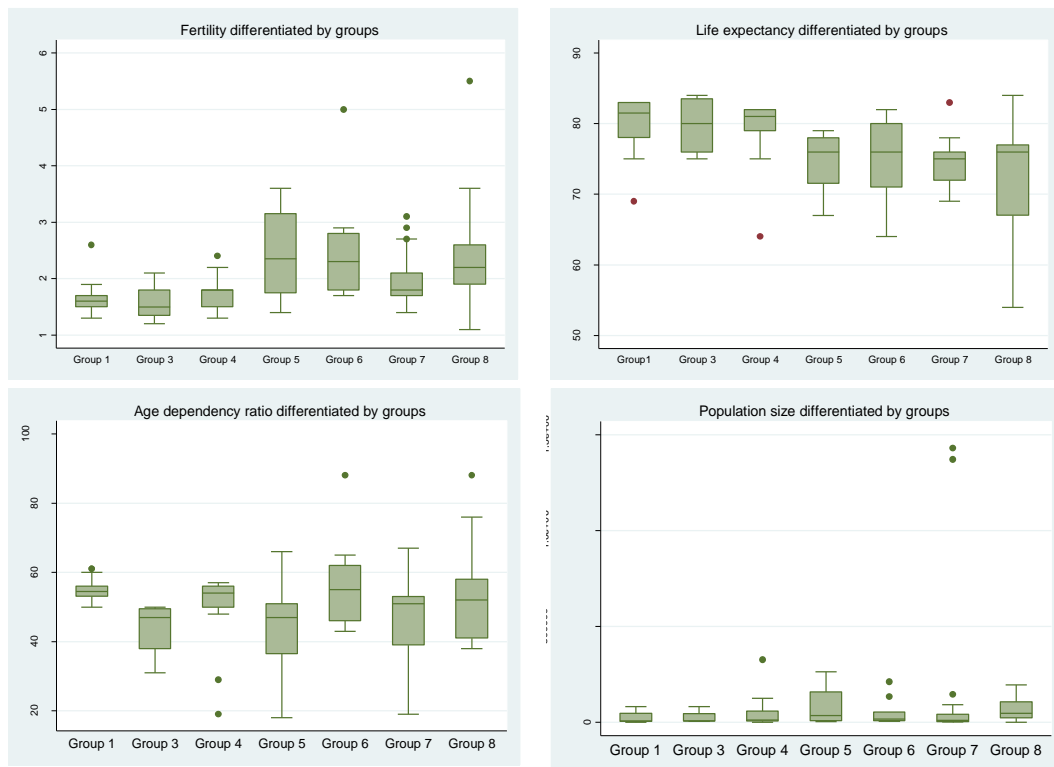 Fertility differentiated by groups
6
5
4
3
2
1
Group 1 Group 3 Group 4 Group 5 Group 6 Group 7 Group 8
Life expectancy differentiated by groups
90
80
70
60
50
Group1 Group 3 Group 4 Group 5 Group 6 Group 7 Group 8
Age dependency ratio differentiated by groups
100
80
60
40
20
Group 1 Group 3 Group 4 Group 5 Group 6 Group 7 Group 8
Population size differentiated by groups
0
Group 1 Group 3 Group 4 Group 5 Group 6 Group 7 Group 8